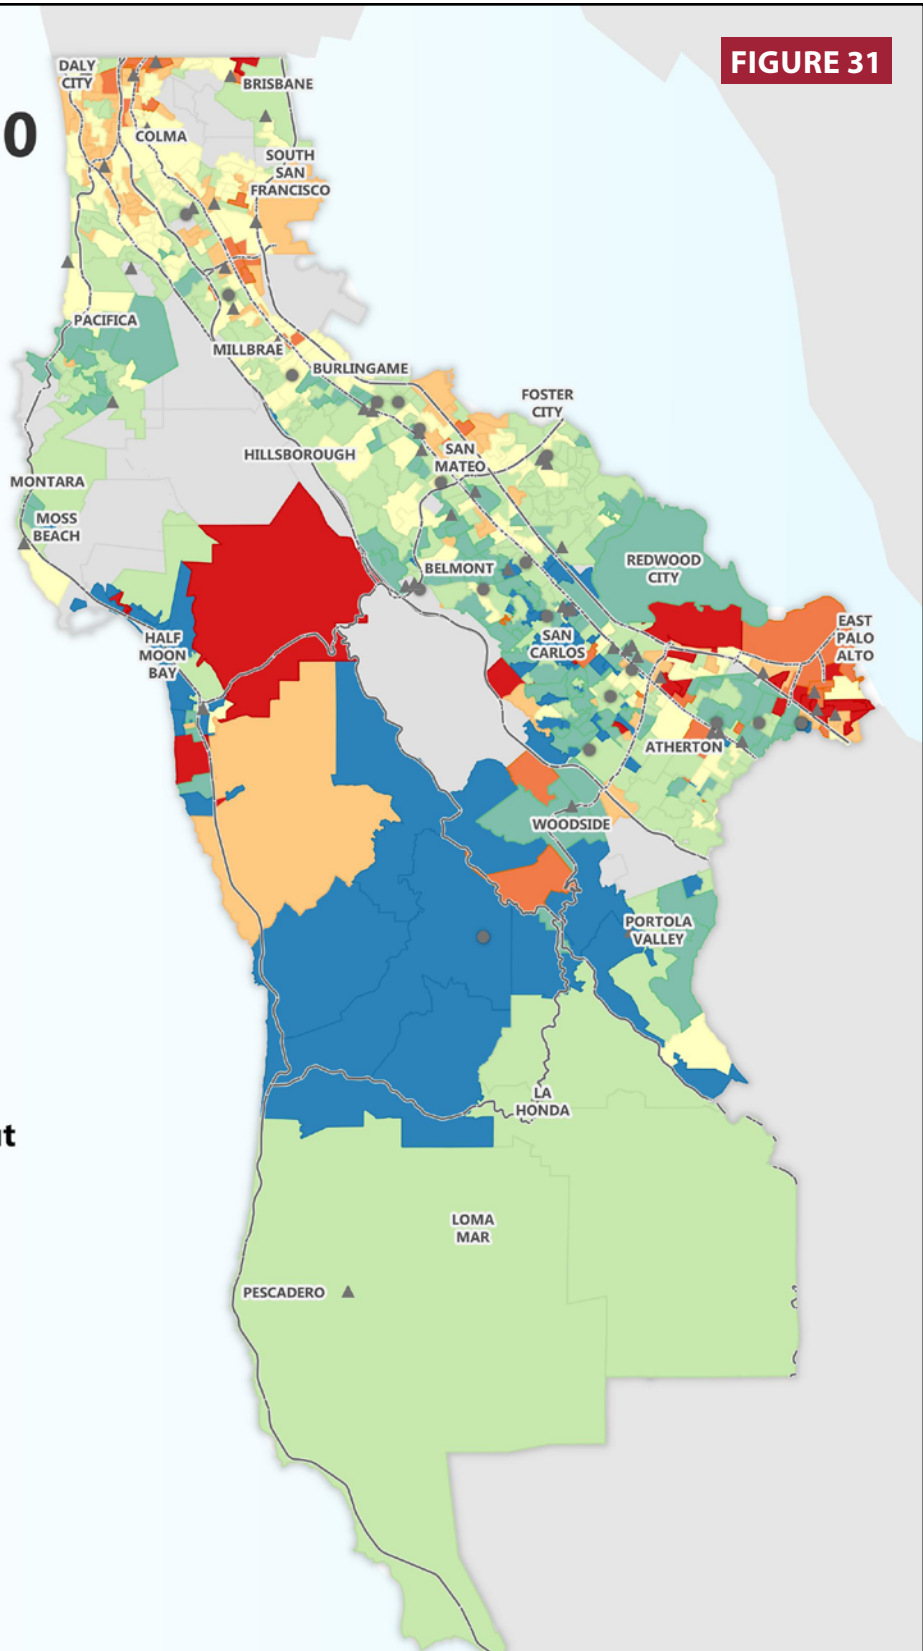 FIGURE 31
DALY
CITY
BRISBANE
0
COLMA
SOUTH
SAN
FRANCISCO
PACIFICA
MILLBRAE
BURLINGAME
FOSTER
CITY
HILLSBOROUGH
SAN
MATEO
MONTARA
MOSS
BEACH
BELMONT
REDWOOD
CITY
EAST
PALO
ALTO
HALF
MOON
BAY
SAN
CARLOS
ATHERTON
WOODSIDE
PORTOLA
VALLEY
LA
HONDA
LOMA
MAR
PESCADERO